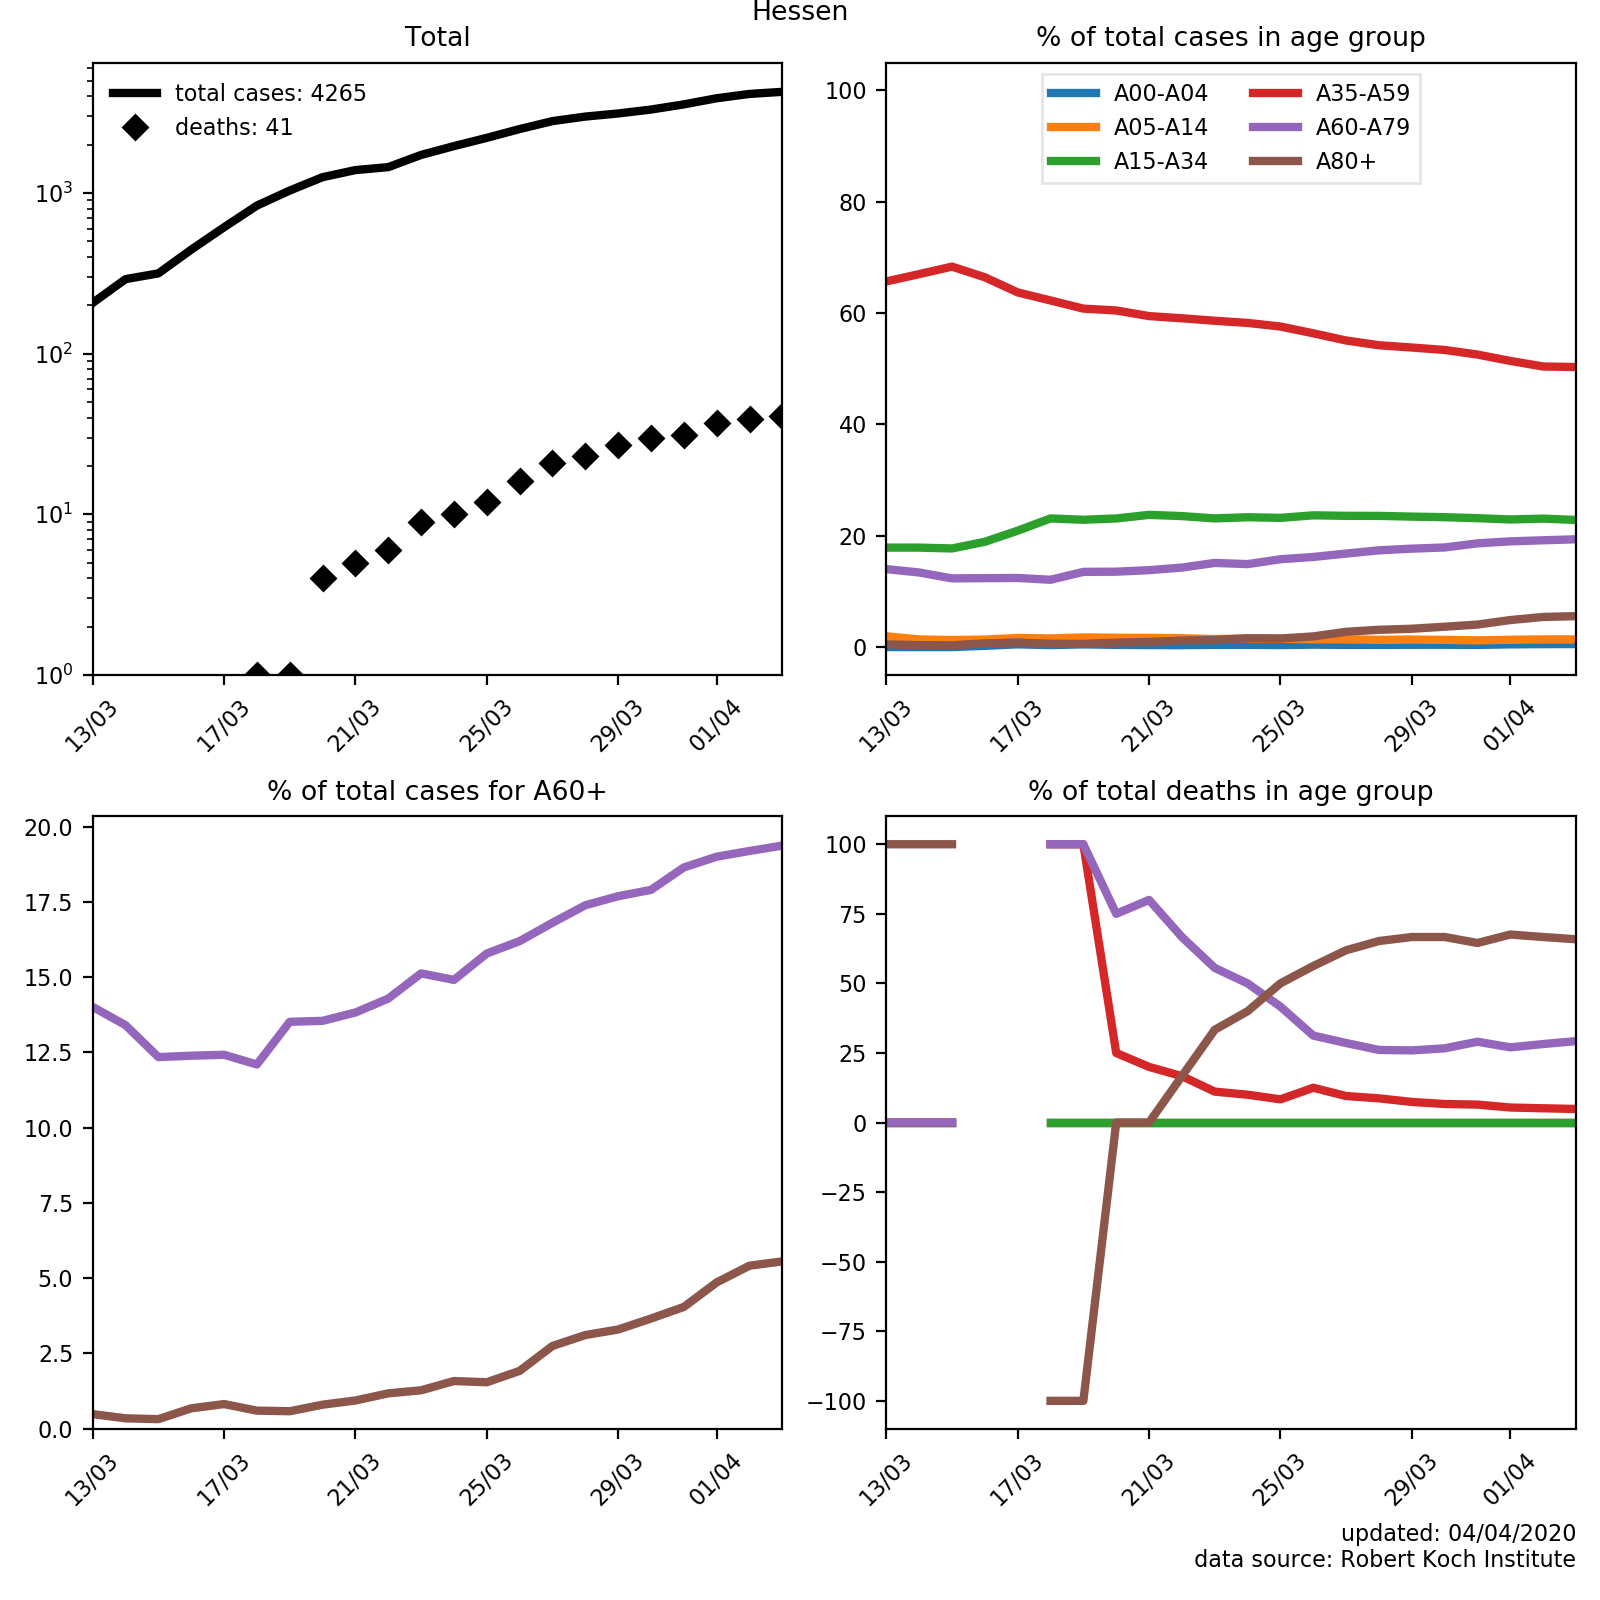 Hessen
Total
total cases: 4265
deaths: 41
10³
10²
10¹
10⁰
13/03 17/03 21/03 25/03 29/03 01/04
% of total cases in age group
A00-A04 A35-A59
A05-A14 A60-A79
A15-A34 A80+
100
80
60
40
20
0
13/03 17/03 21/03 25/03 29/03 01/04
% of total cases for A60+
20.0
17.5
15.0
12.5
10.0
7.5
5.0
2.5
0.0
13/03 17/03 21/03 25/03 29/03 01/04
% of total deaths in age group
100
75
50
25
0
−25
−50
−75
−100
13/03 17/03 21/03 25/03 29/03 01/04
updated: 04/04/2020
data source: Robert Koch Institute